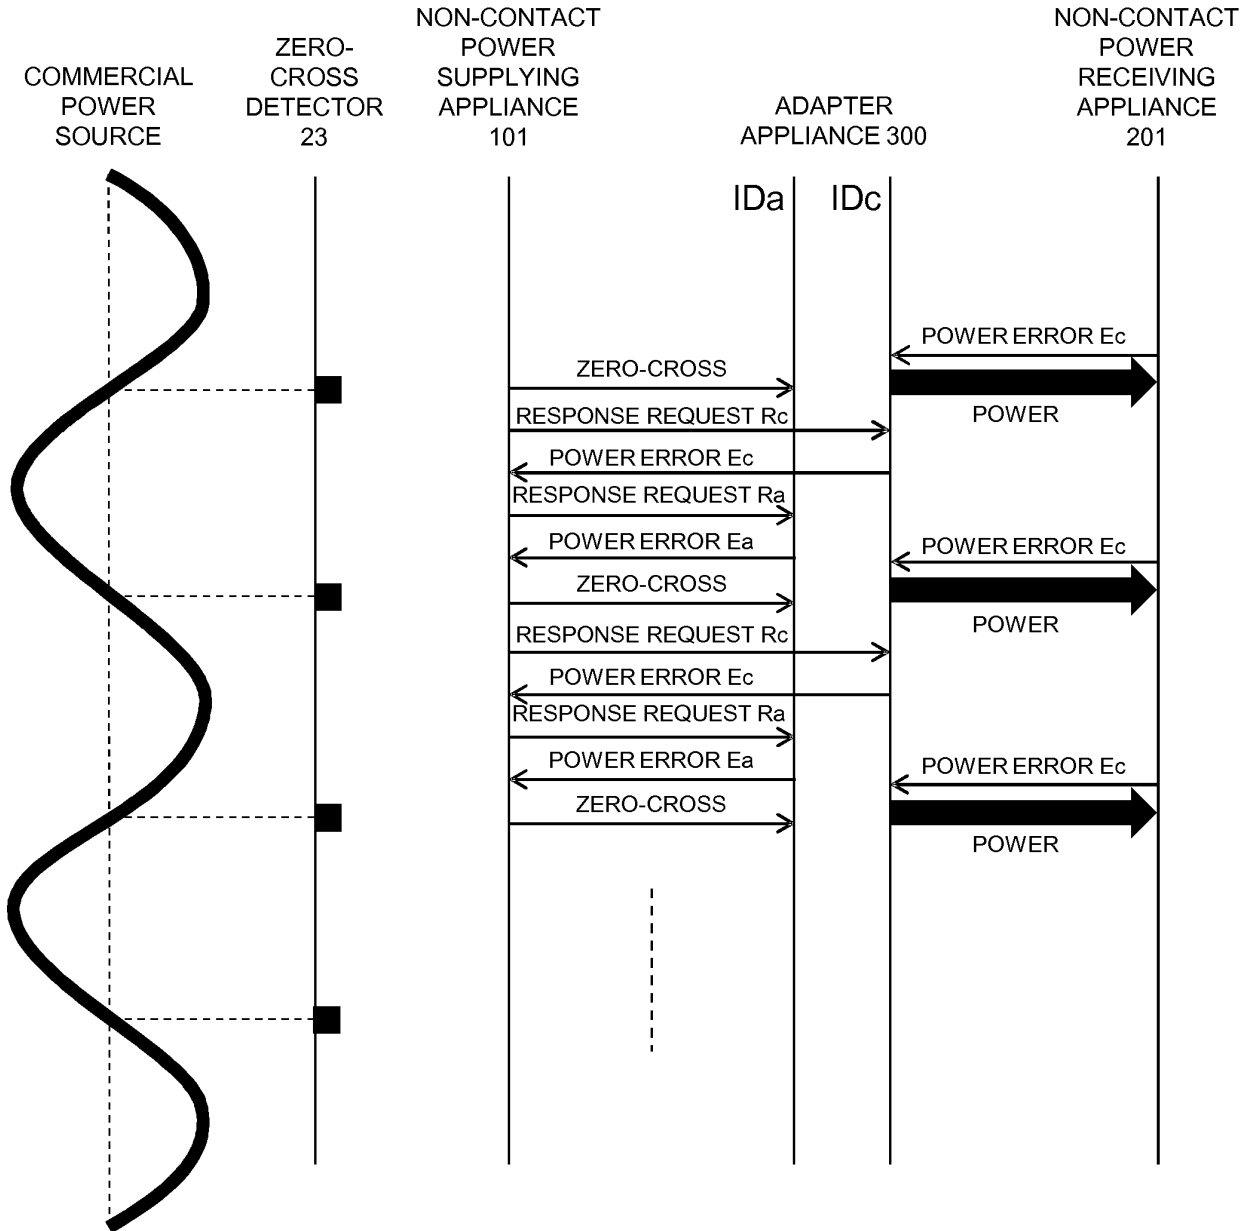 COMMERCIAL
POWER
SOURCE
ZERO-
CROSS
DETECTOR
23
NON-CONTACT
POWER
SUPPLYING
APPLIANCE
101
ADAPTER
APPLIANCE 300
NON-CONTACT
POWER
RECEIVING
APPLIANCE
201
IDa
IDc
POWER ERROR Ec
ZERO-CROSS
POWER
RESPONSE REQUEST Rc
POWER ERROR Ec
RESPONSE REQUEST Ra
POWER ERROR Ea
POWER ERROR Ec
ZERO-CROSS
POWER
RESPONSE REQUEST Rc
POWER ERROR Ec
RESPONSE REQUEST Ra
POWER ERROR Ea
POWER ERROR Ec
ZERO-CROSS
POWER